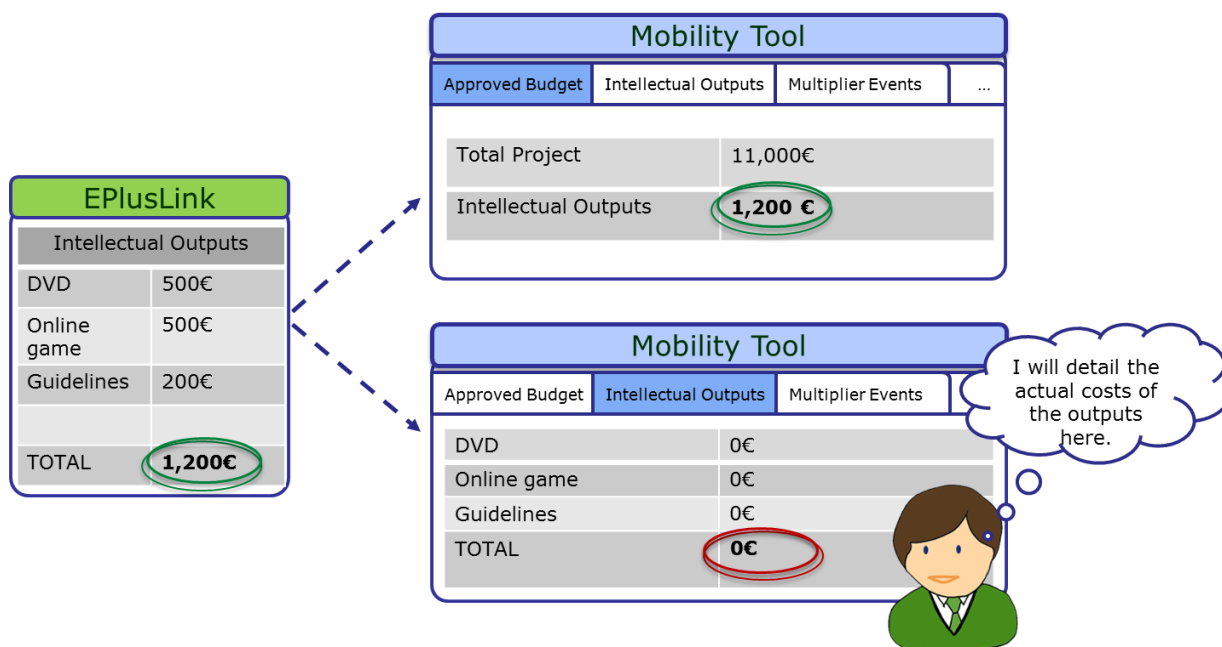 Mobility Tool
Approved Budget Intellectual Outputs Multiplier Events ...
Total Project 11,000€
Intellectual Outputs 1,200 €
EPlusLink
Intellectual Outputs
DVD 500€
Online 500€
game
Guidelines 200€
TOTAL 1,200€
Mobility Tool
Approved Budget Intellectual Outputs Multiplier Events
DVD 0€
Online game 0€
Guidelines 0€
TOTAL 0€
I will detail the
actual costs of
the outputs
here.